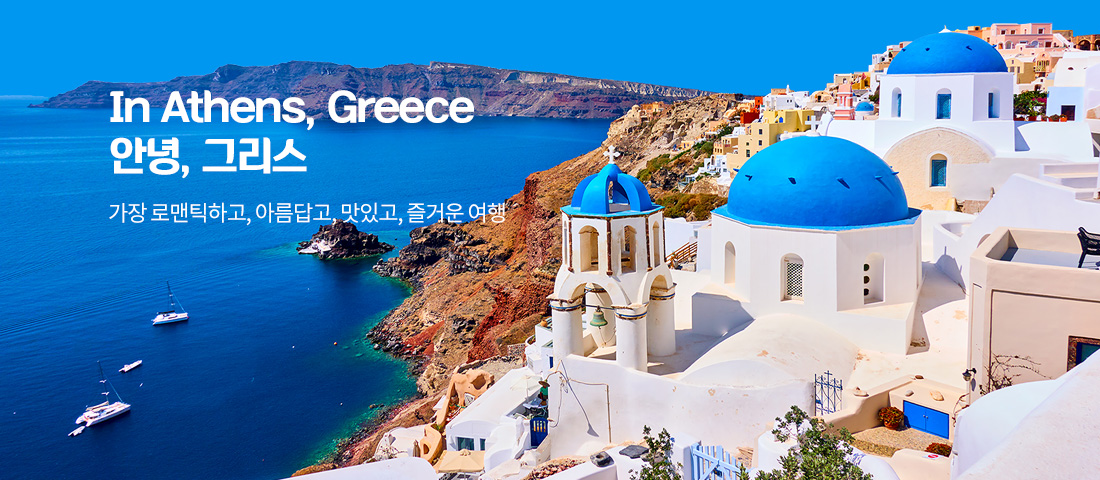 In Athens, Greece
안녕, 그리스
가장 로맨틱하고, 아름답고, 맛있고, 즐거운 여행